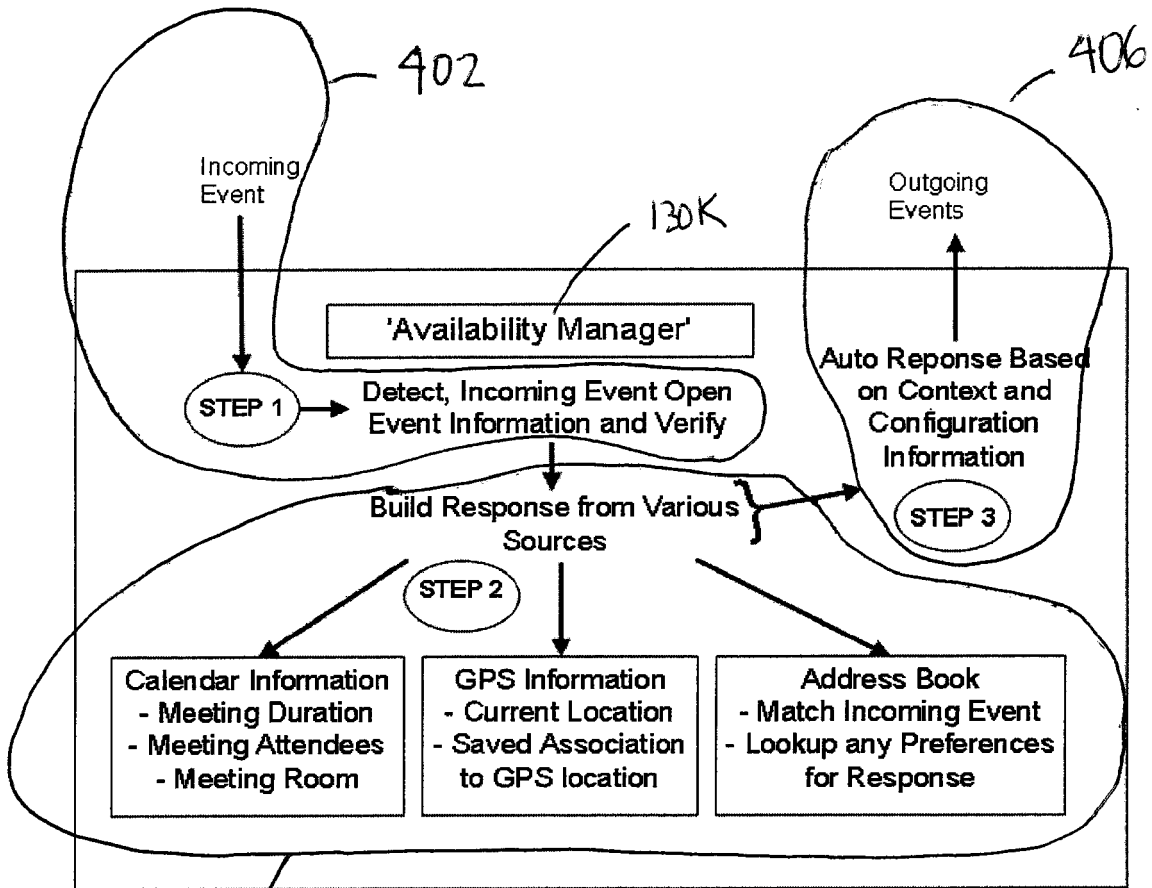 402
406
Incoming
Event
Outgoing
Events
130K
'Availability Manager'
STEP 1
Detect, Incoming Event Open
Event Information and Verify
Auto Reponse Based
on Context and
Configuration
Information
STEP 3
Build Response from Various
Sources
STEP 2
Calendar Information
- Meeting Duration
- Meeting Attendees
- Meeting Room
GPS Information
- Current Location
- Saved Association
to GPS location
Address Book
- Match Incoming Event
- Lookup any Preferences
for Response